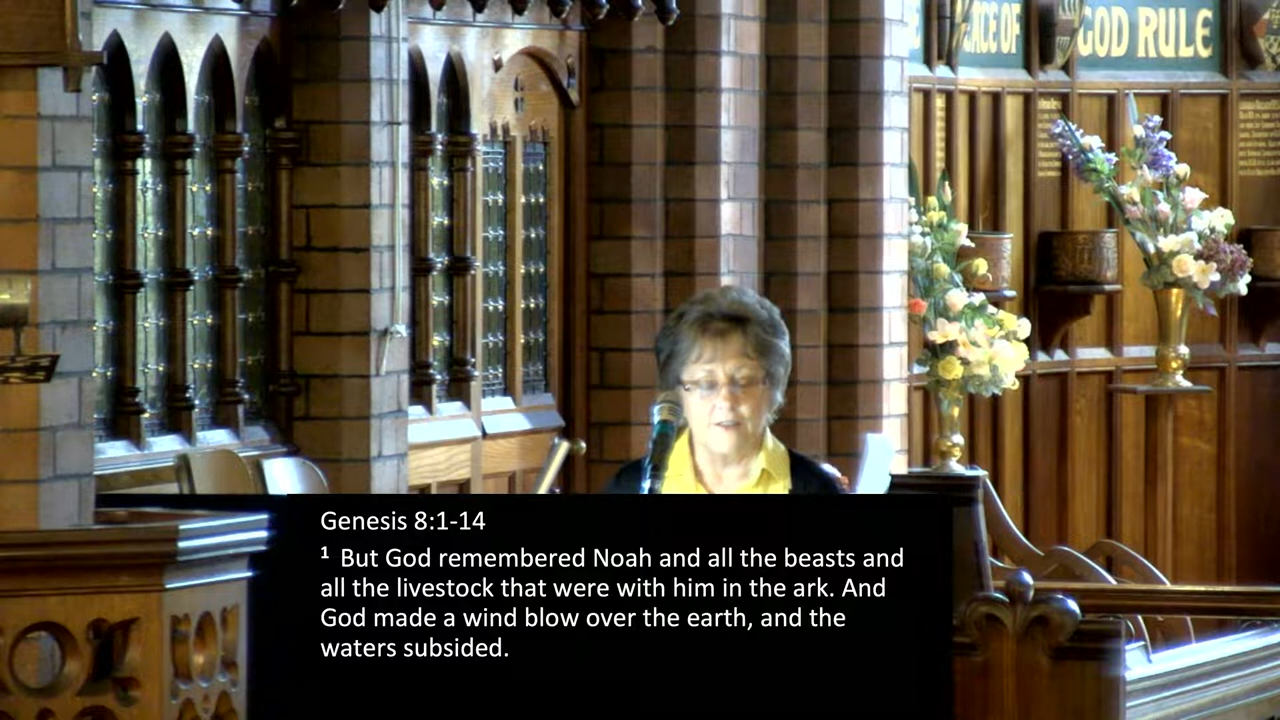 ACE OF
GOD RULE
Genesis 8:1-14
1 But God remembered Noah and all the beasts and
all the livestock that were with him in the ark. And
God made a wind blow over the earth, and the
waters subsided.